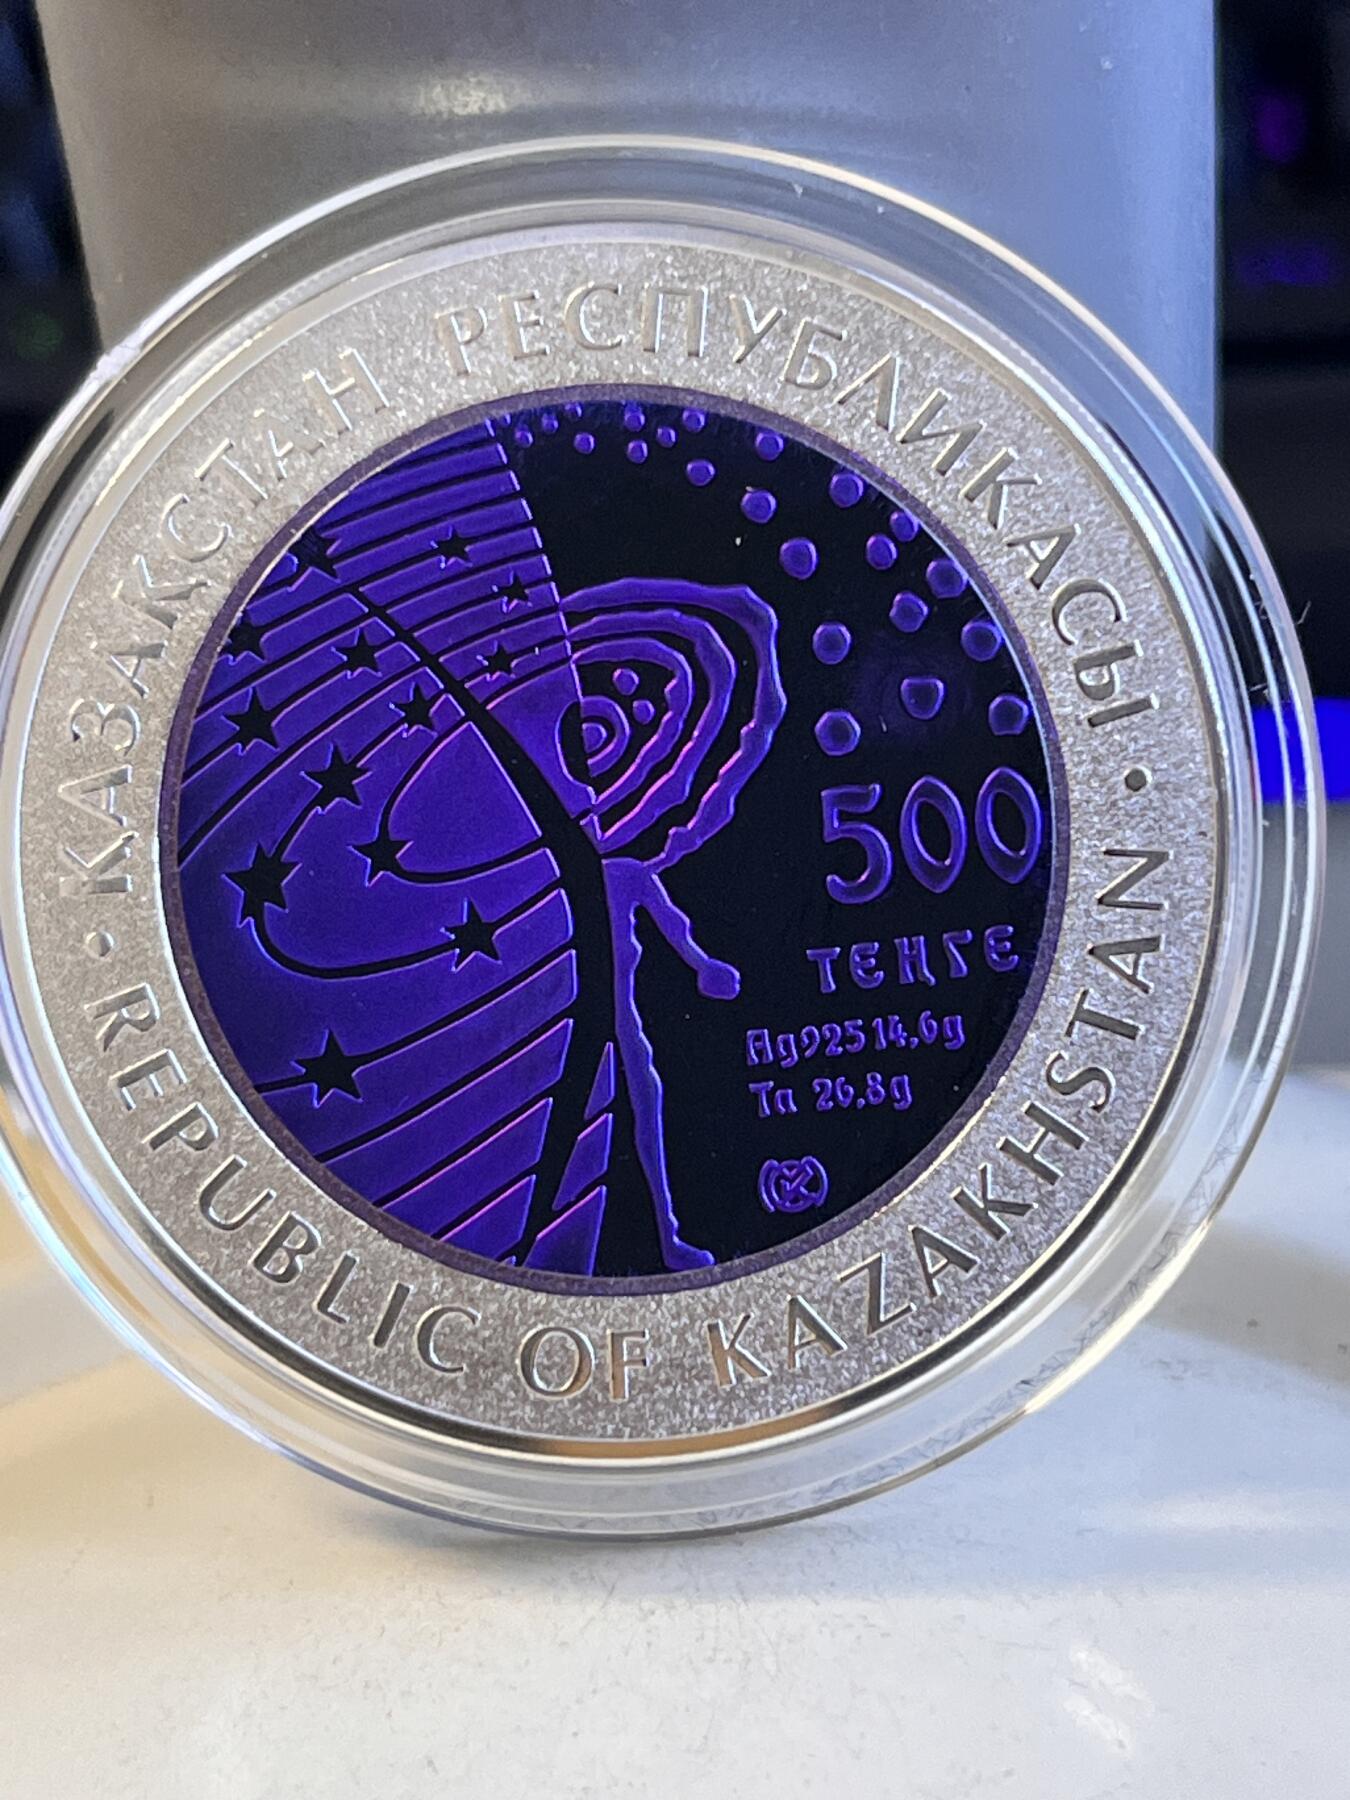 ҚАЗАҚСТАН РЕСПУБЛИКАСЫ
500
ТЕҢГЕ
Ag925 14,6g
Ta 26,8g
REPUBLIC OF KAZAKHSTAN